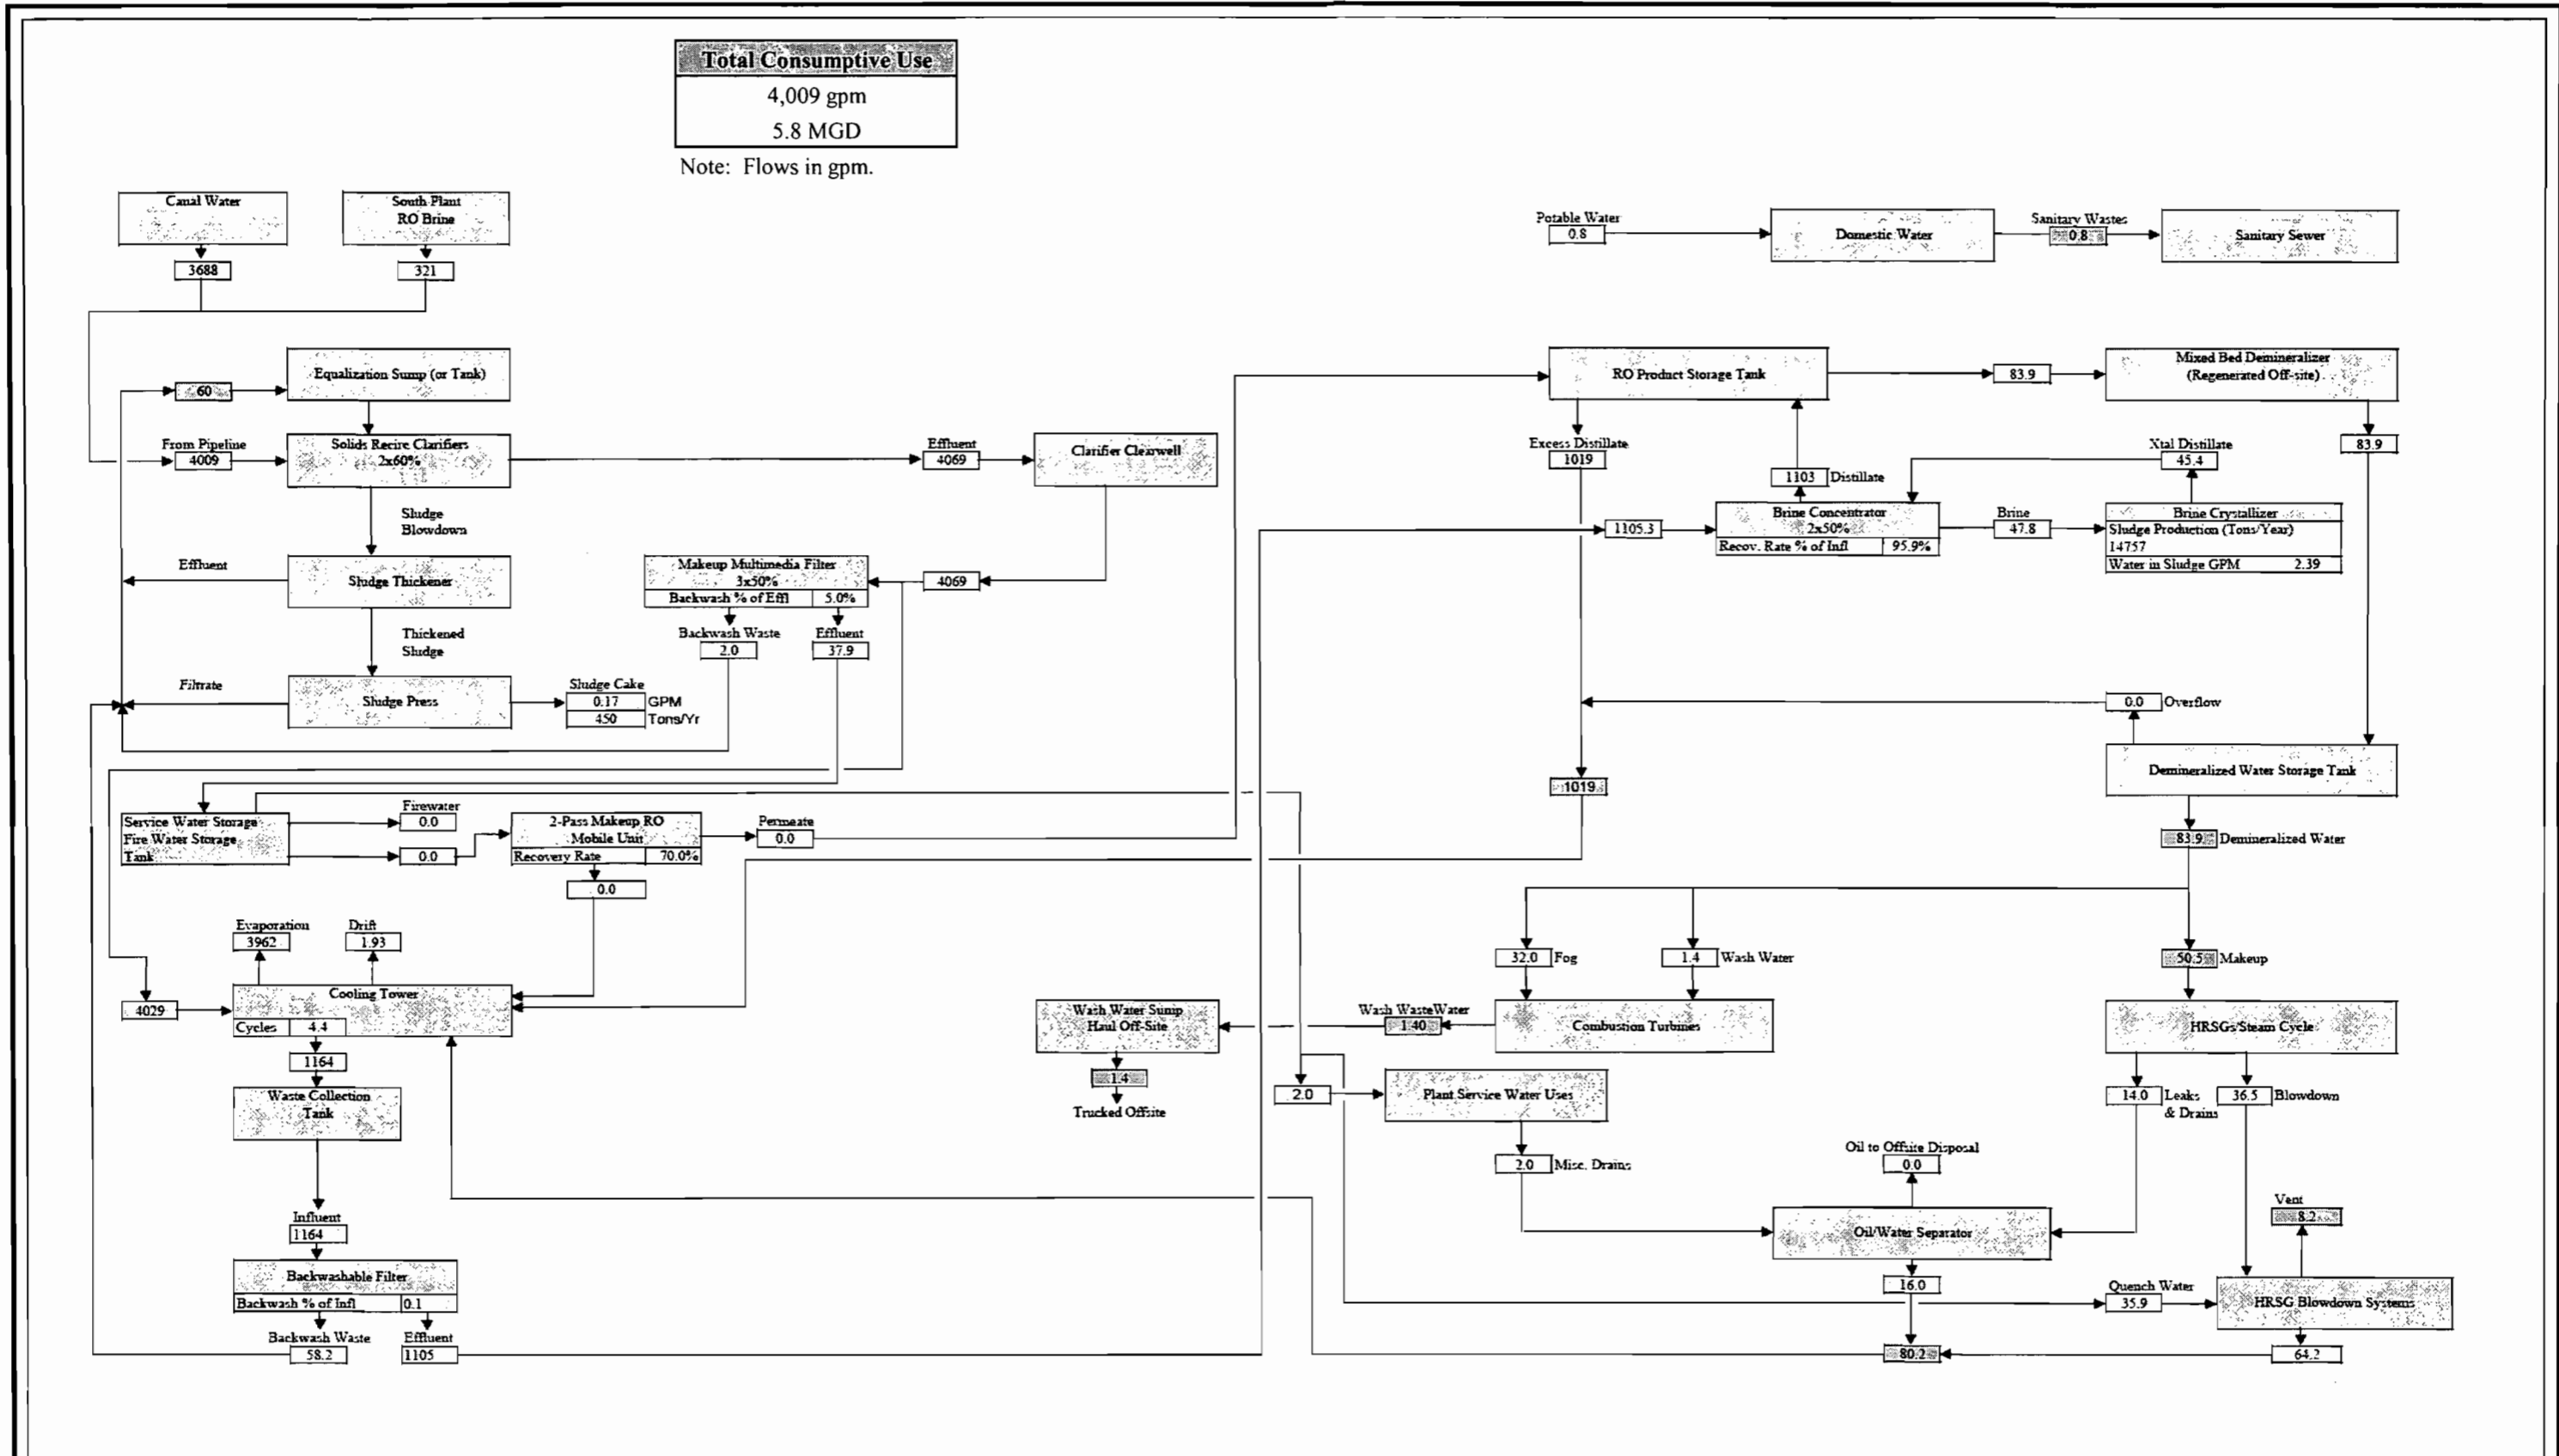 Total Consumptive Use
4,009 gpm
5.8 MGD
Note: Flows in gpm.
Canal Water
3688
South Plant
RO Brine
321
Potable Water
0.8
Domestic Water
Sanitary Wastes
0.8
Sanitary Sewer
60
Equalization Sump (or Tank)
From Pipeline
4009
Solids Recirc Clarifiers
2x60%
Effluent
4069
Clarifier Clearwell
Sludge
Blowdown
Effluent
Sludge Thickener
Makeup Multimedia Filter
3x50%
Backwash % of Effl 5.0%
4069
Backwash Waste
2.0
Effluent
37.9
Thickened
Sludge
Filtrate
Sludge Press
Sludge Cake
0.17 GPM
450 Tons/Yr
RO Product Storage Tank
83.9
Mixed Bed Demineralizer
(Regenerated Off-site)
83.9
Excess Distillate
1019
1103 Distillate
Xtal Distillate
45.4
1105.3
Brine Concentrator
2x50%
Recov. Rate % of Infl 95.9%
Brine
47.8
Brine Crystallizer
Sludge Production (Tons/Year)
14757
Water in Sludge GPM 2.39
0.0 Overflow
Demineralized Water Storage Tank
1019
83.9 Demineralized Water
Service Water Storage
Fire Water Storage
Tank
Firewater
0.0
0.0
2-Pass Makeup RO
Mobile Unit
Recovery Rate 70.0%
Permeate
0.0
0.0
Evaporation
3962
Drift
1.93
4029
Cooling Tower
Cycles 4.4
1164
Waste Collection
Tank
Influent
1164
Backwashable Filter
Backwash % of Infl 0.1
Backwash Waste
58.2
Effluent
1105
32.0 Fog
1.4 Wash Water
50.5 Makeup
Wash Water Sump
Haul Off-Site
Wash WasteWater
1.40
Combustion Turbines
HRSGs/Steam Cycle
1.4
Trucked Offsite
2.0
Plant Service Water Uses
14.0 Leaks
& Drains
36.5 Blowdown
2.0 Misc. Drains
Oil to Offsite Disposal
0.0
Oil/Water Separator
Vent
8.2
16.0
Quench Water
35.9
HRSG Blowdown Systems
80.2
64.2